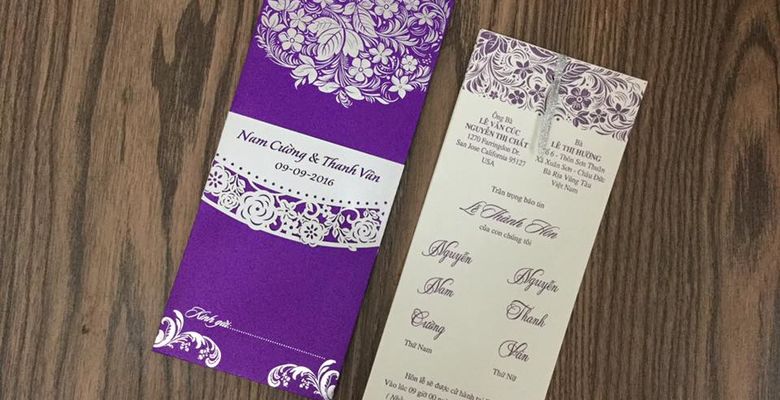 Nam Cường & Thanh Vân
09-09-2016
Kính gửi:
Ông Bà
LÊ VĂN CÚC
NGUYỄN THỊ CHẤT
1270 Farringdon Dr.
San Jose California 95127
USA
Bà
LÊ THỊ HƯỜNG
6 - Thôn Sơn Thuận
Xã Xuân Sơn - Châu Đức
Bà Rịa Vũng Tàu
Việt Nam
Trân trọng báo tin
Lễ Thành Hôn
của con chúng tôi
Nguyễn
Nam
Cường
Thứ Nam
Nguyễn
Thanh
Vân
Thứ Nữ
Hôn lễ sẽ được cử hành t
Vào lúc 09 giờ 00